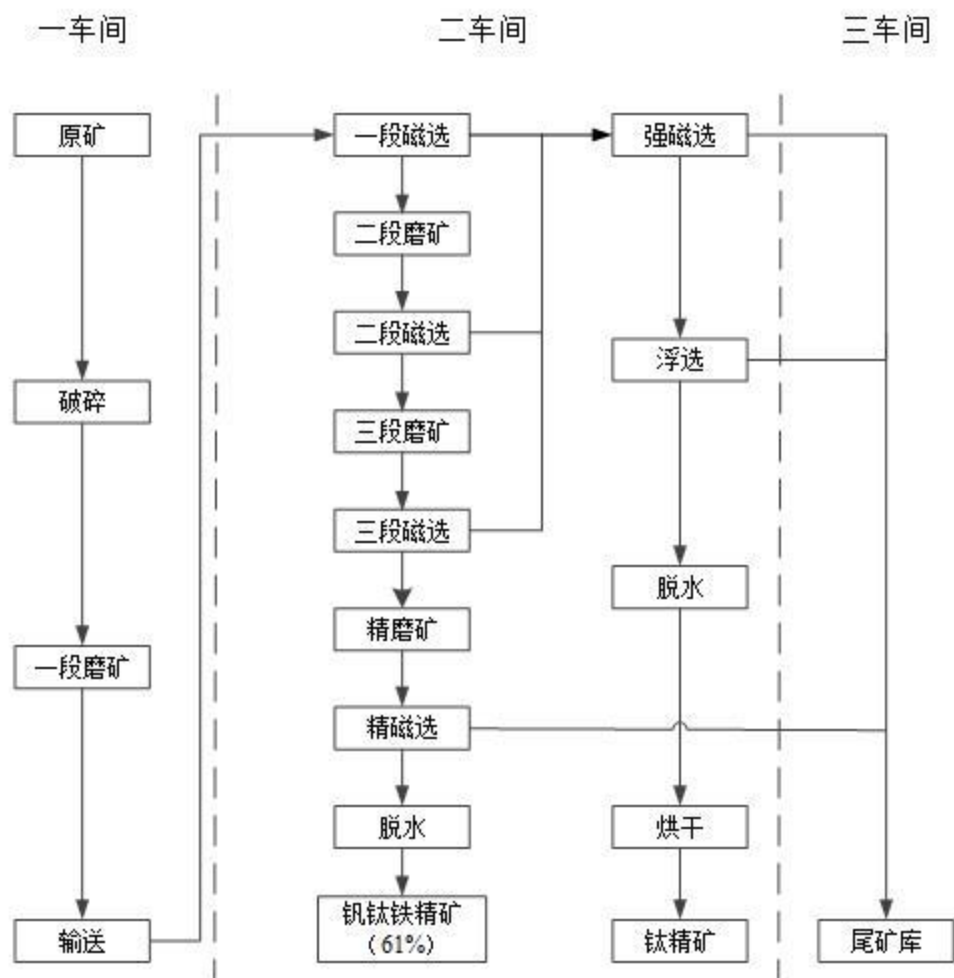 一车间
二车间
三车间
原矿
破碎
一段磨矿
输送
一段磁选
二段磨矿
二段磁选
三段磨矿
三段磁选
精磨矿
精磁选
脱水
钒钛铁精矿
（61%）
强磁选
浮选
脱水
烘干
钛精矿
尾矿库